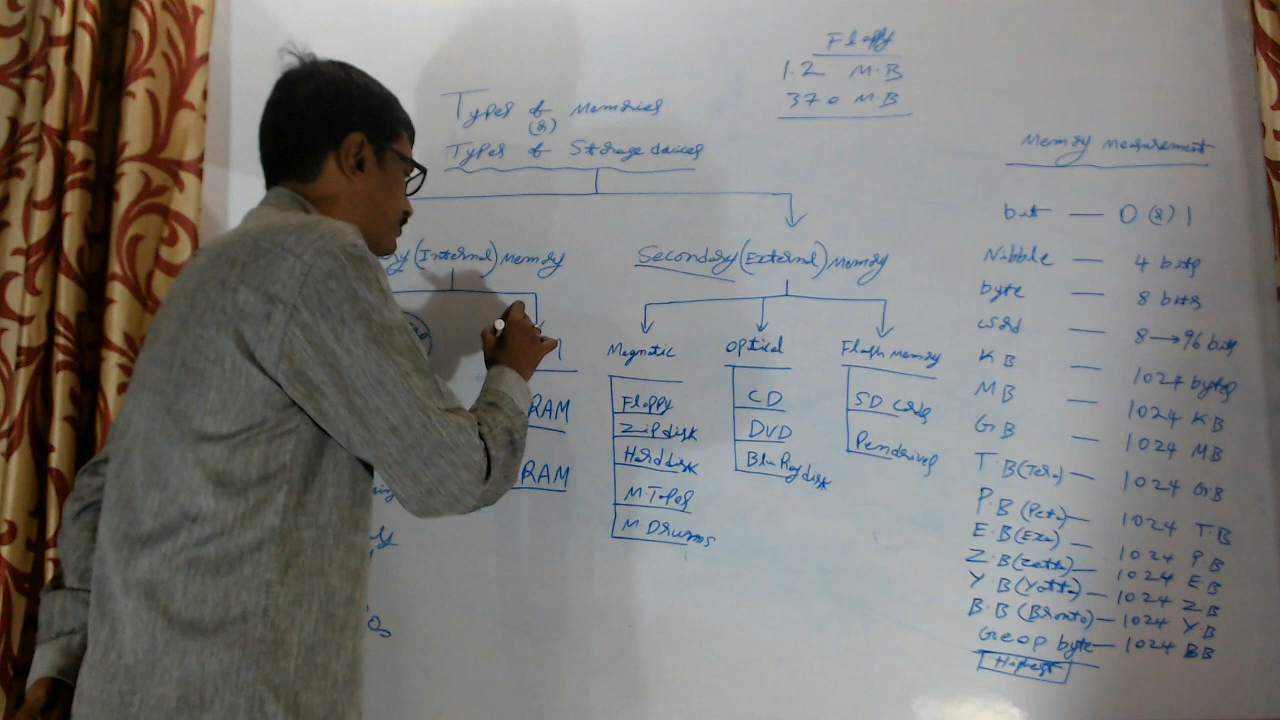 Floppy
1.2 M.B
370 M.B
Types of Memories
(or)
Types of Storage devices
(Internal) Memory
Secondary (External) Memory
Magnetic
Floppy
Zip disk
Hard disk
M.Tapes
M Drums
Optical
CD
DVD
Blu Ray disk
Flash memory
SD cards
Pendrives
RAM
RAM
Memory measurement
bit — 0 (or) 1
Nibble — 4 bits
byte — 8 bits
word — 8 → 96 bits
KB — 1024 bytes
MB — 1024 KB
GB — 1024 MB
T B (Tera) — 1024 GB
P.B (Peta) — 1024 T.B
E.B (Exa) — 1024 P B
Z.B (Zetta) — 1024 E B
Y B (Yotta) — 1024 Z B
B.B (Bronto) — 1024 Y.B
Geop byte — 1024 BB
Highest